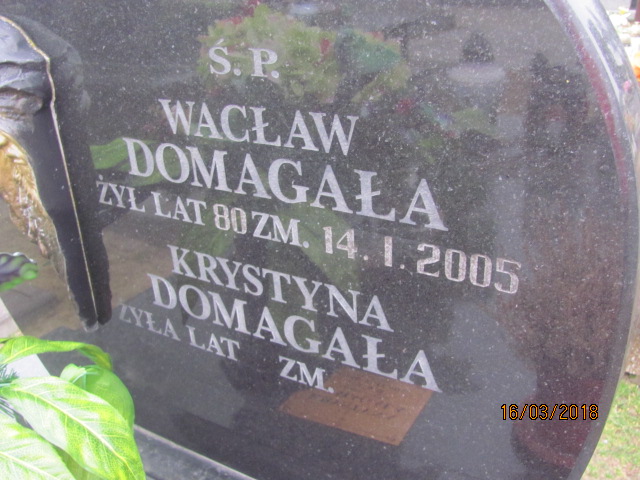 Ś.P.
WACŁAW
DOMAGAŁA
ŻYŁ LAT 80 ZM. 14.1.2005
KRYSTYNA
DOMAGAŁA
ŻYŁA LAT ZM.
16/03/2018